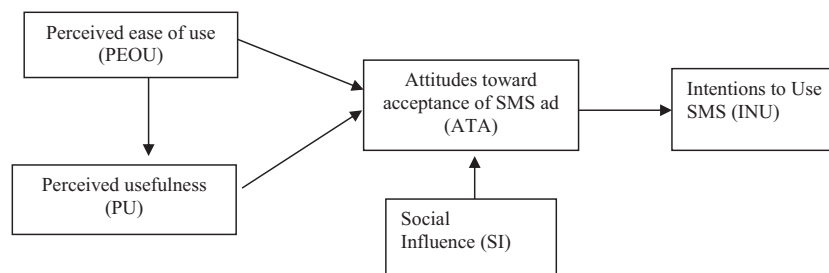 Perceived ease of use
(PEOU)
Attitudes toward
acceptance of SMS ad
(ATA)
Intentions to Use
SMS (INU)
Perceived usefulness
(PU)
Social
Influence (SI)